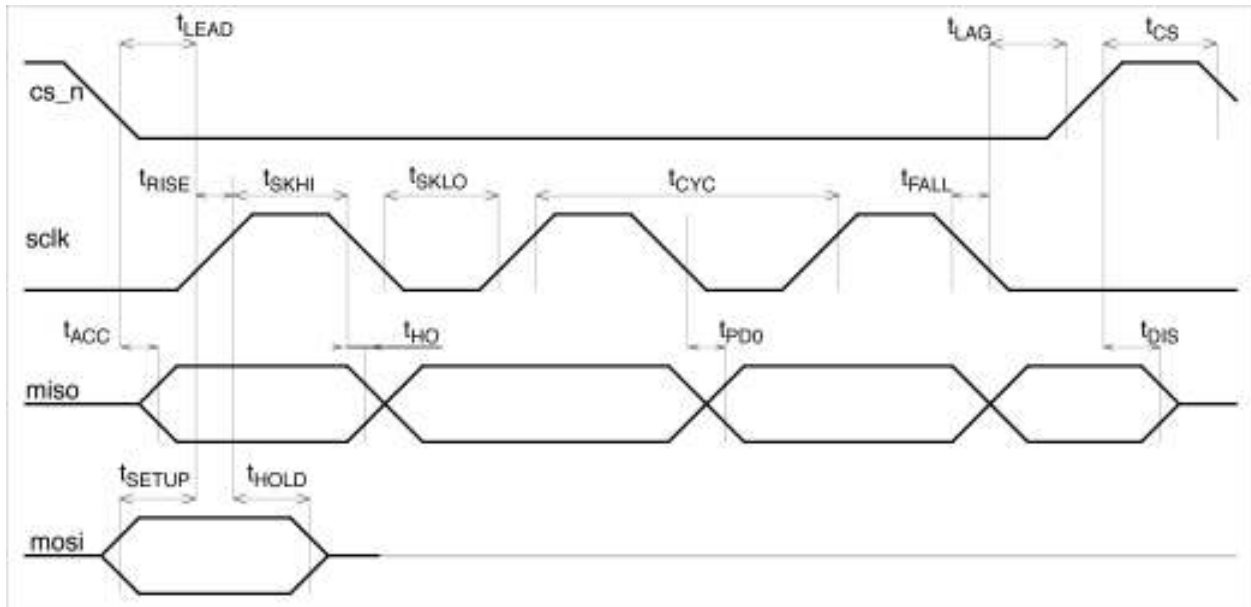 tLEAD tLAG tCS
cs_n
tRISE tSKHI tSKLO tCYC tFALL
sclk
tACC tHO tPD0 tDIS
miso
tSETUP tHOLD
mosi